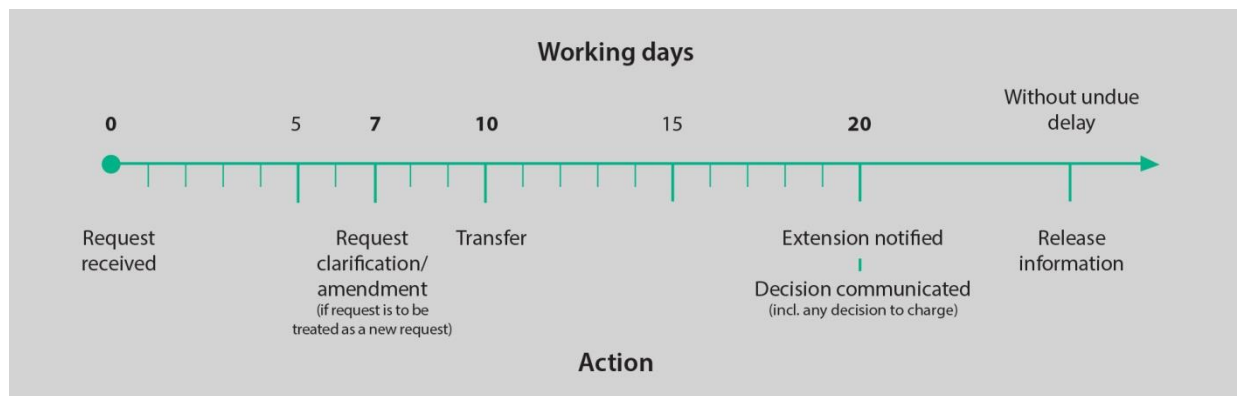 Working days
Without undue
delay
0 5 7 10 15 20
Request
received
Request
clarification/
amendment
(if request is to be
treated as a new request)
Transfer
Extension notified
Decision communicated
(incl. any decision to charge)
Release
information
Action